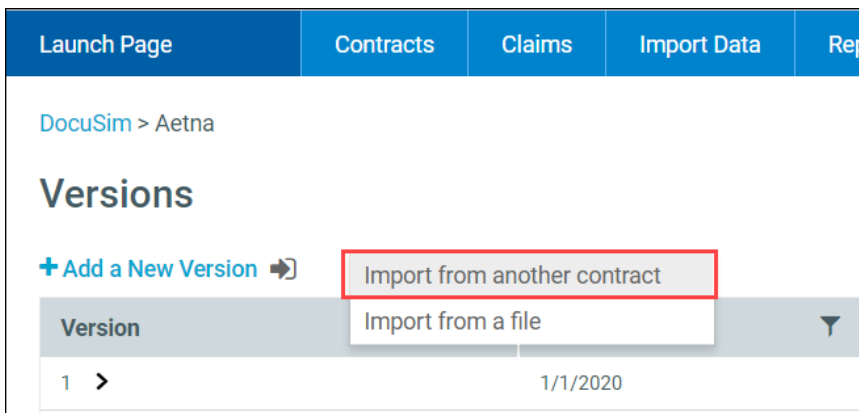 Launch Page Contracts Claims Import Data
DocuSim > Aetna
Versions
+ Add a New Version
Import from another contract
Import from a file
Version
1 > 1/1/2020